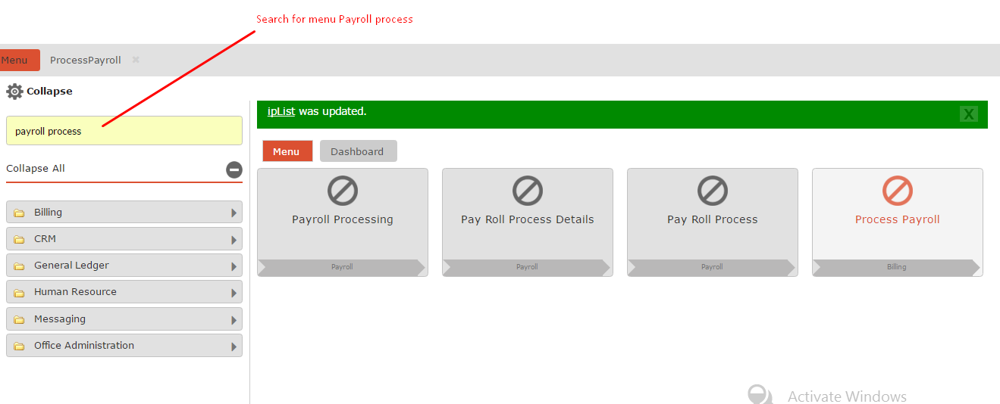 Search for menu Payroll process
Menu
ProcessPayroll
Collapse
ipList was updated.
X
payroll process
Menu
Dashboard
Collapse All
Payroll Processing
Pay Roll Process Details
Pay Roll Process
Process Payroll
Payroll
Payroll
Payroll
Billing
Billing
CRM
General Ledger
Human Resource
Messaging
Office Administration
Activate Windows